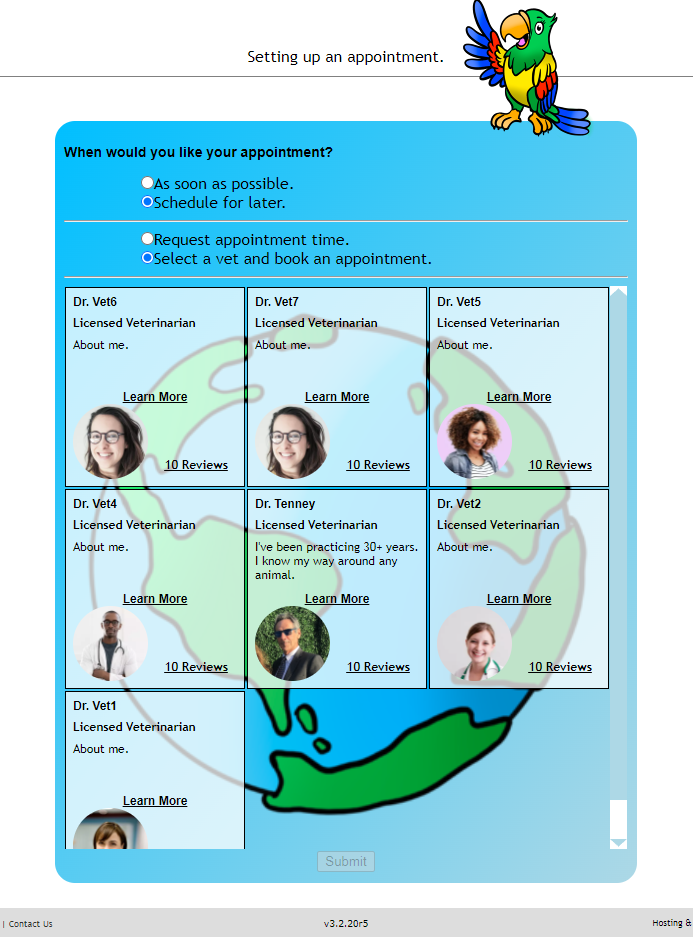 Setting up an appointment.
When would you like your appointment?
As soon as possible.
Schedule for later.
Request appointment time.
Select a vet and book an appointment.
Dr. Vet6
Licensed Veterinarian
About me.
Learn More
10 Reviews
Dr. Vet7
Licensed Veterinarian
About me.
Learn More
10 Reviews
Dr. Vet5
Licensed Veterinarian
About me.
Learn More
10 Reviews
Dr. Vet4
Licensed Veterinarian
About me.
Learn More
10 Reviews
Dr. Tenney
Licensed Veterinarian
I've been practicing 30+ years.
I know my way around any
animal.
Learn More
10 Reviews
Dr. Vet2
Licensed Veterinarian
About me.
Learn More
10 Reviews
Dr. Vet1
Licensed Veterinarian
About me.
Learn More
Submit
| Contact Us
v3.2.20r5
Hosting &